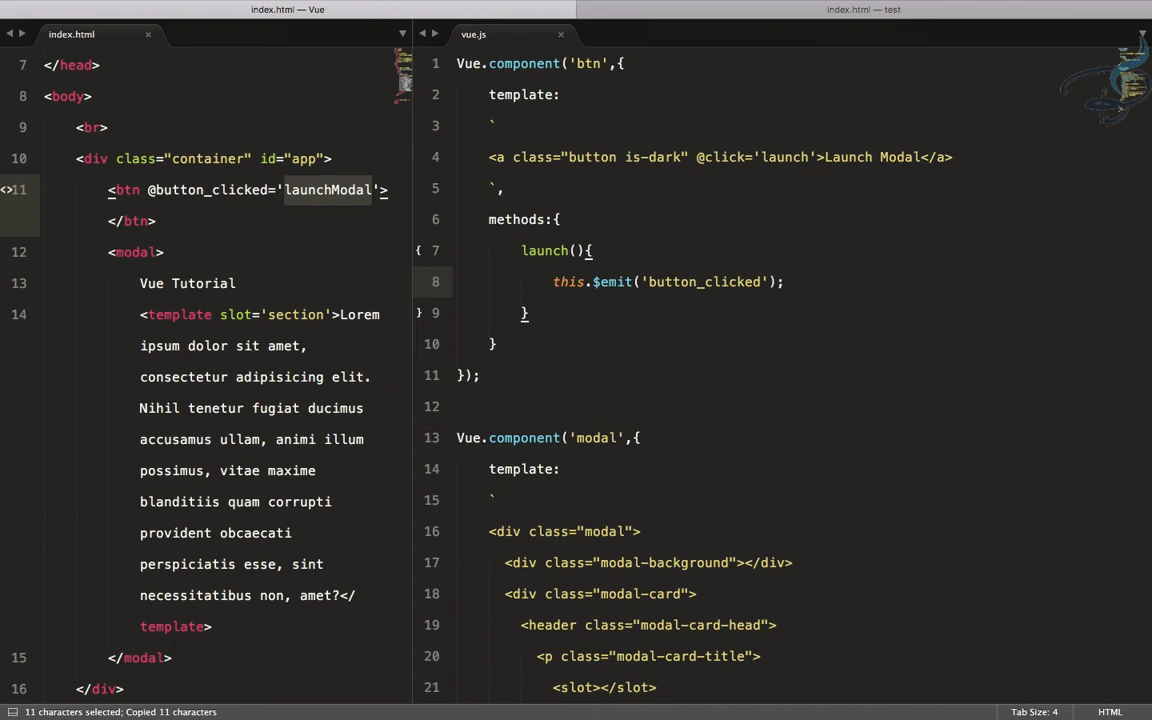 index.html — Vue
index.html — test
index.html
7 </head>
8 <body>
9 <br>
10 <div class="container" id="app">
<>11 <btn @button_clicked='launchModal'>
</btn>
12 <modal>
13 Vue Tutorial
14 <template slot='section'>Lorem
ipsum dolor sit amet,
consectetur adipisicing elit.
Nihil tenetur fugiat ducimus
accusamus ullam, animi illum
possimus, vitae maxime
blanditiis quam corrupti
provident obcaecati
perspiciatis esse, sint
necessitatibus non, amet?</
template>
15 </modal>
16 </div>
vue.js
1 Vue.component('btn',{
2 template:
3 `
4 <a class="button is-dark" @click='launch'>Launch Modal</a>
5 `,
6 methods:{
{ 7 launch(){
8 this.$emit('button_clicked');
} 9 }
10 }
11 });
12
13 Vue.component('modal',{
14 template:
15 `
16 <div class="modal">
17 <div class="modal-background"></div>
18 <div class="modal-card">
19 <header class="modal-card-head">
20 <p class="modal-card-title">
21 <slot></slot>
11 characters selected; Copied 11 characters
Tab Size: 4
HTML